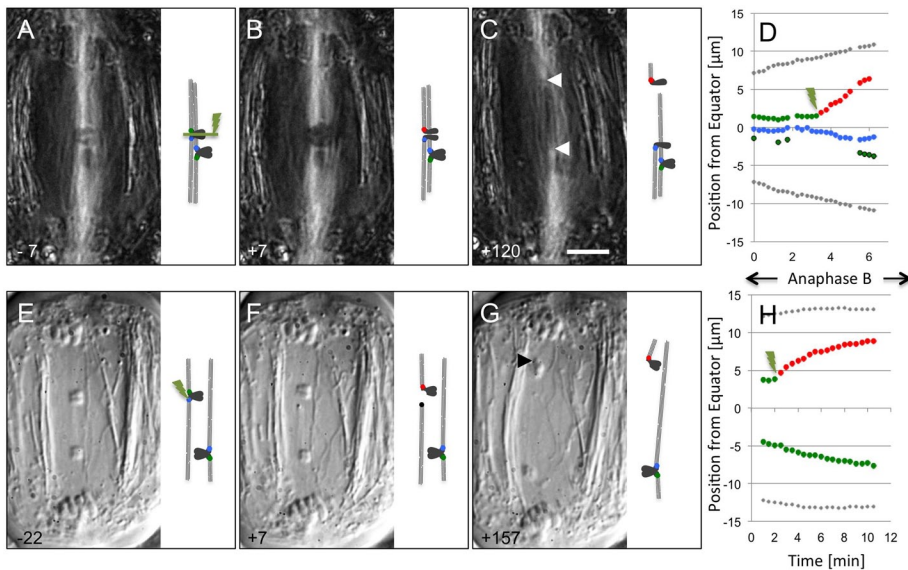 A
- 7
B
+7
C
+120
D
Position from Equator [µm]
15
10
5
0
-5
-10
-15
0 2 4 6
Anaphase B
E
-22
F
+7
G
+157
H
Position from Equator [µm]
15
10
5
0
-5
-10
-15
0 2 4 6 8 10 12
Time [min]